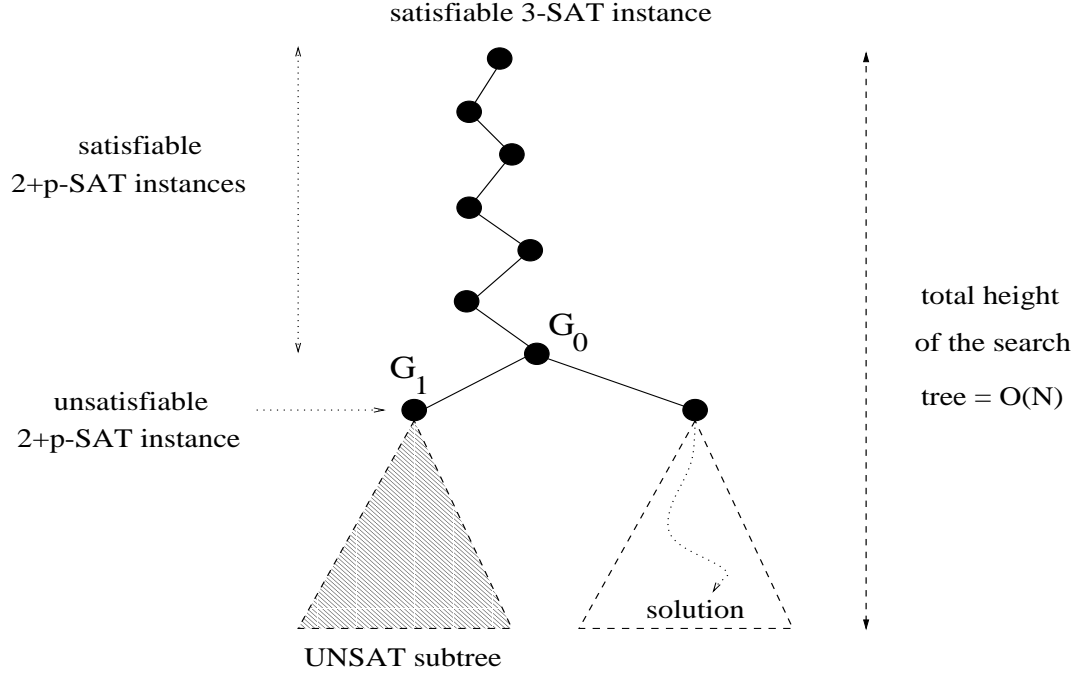 satisfiable 3-SAT instance
satisfiable
2+p-SAT instances
G0
G1
unsatisfiable
2+p-SAT instance
total height
of the search
tree = O(N)
solution
UNSAT subtree